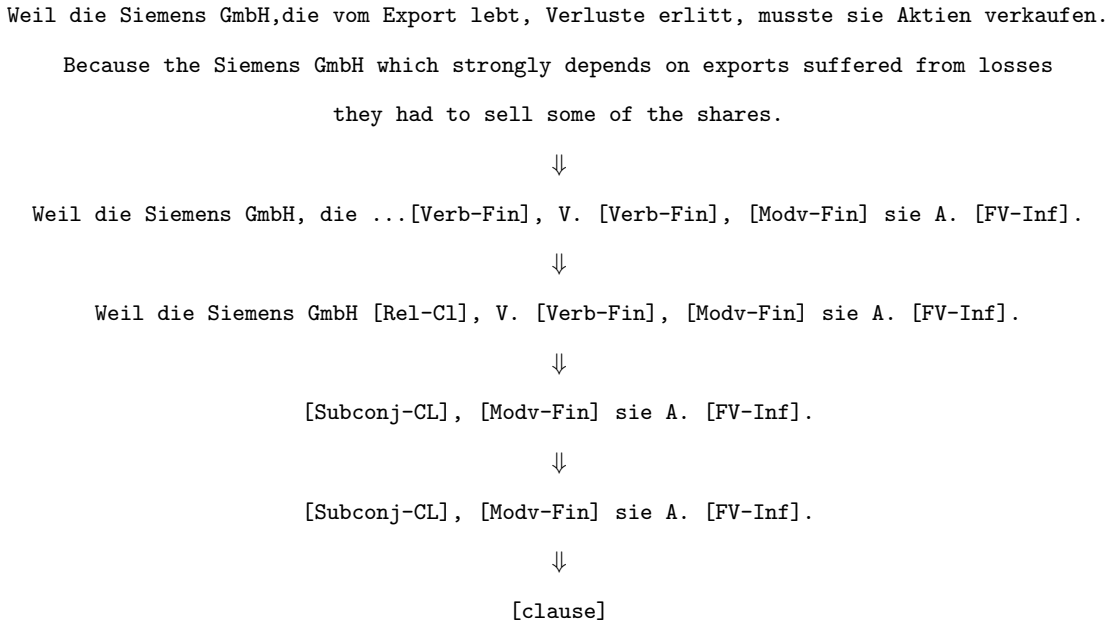 Weil die Siemens GmbH,die vom Export lebt, Verluste erlitt, musste sie Aktien verkaufen.
Because the Siemens GmbH which strongly depends on exports suffered from losses
they had to sell some of the shares.
⇓
Weil die Siemens GmbH, die ...[Verb-Fin], V. [Verb-Fin], [Modv-Fin] sie A. [FV-Inf].
⇓
Weil die Siemens GmbH [Rel-Cl], V. [Verb-Fin], [Modv-Fin] sie A. [FV-Inf].
⇓
[Subconj-CL], [Modv-Fin] sie A. [FV-Inf].
⇓
[Subconj-CL], [Modv-Fin] sie A. [FV-Inf].
⇓
[clause]